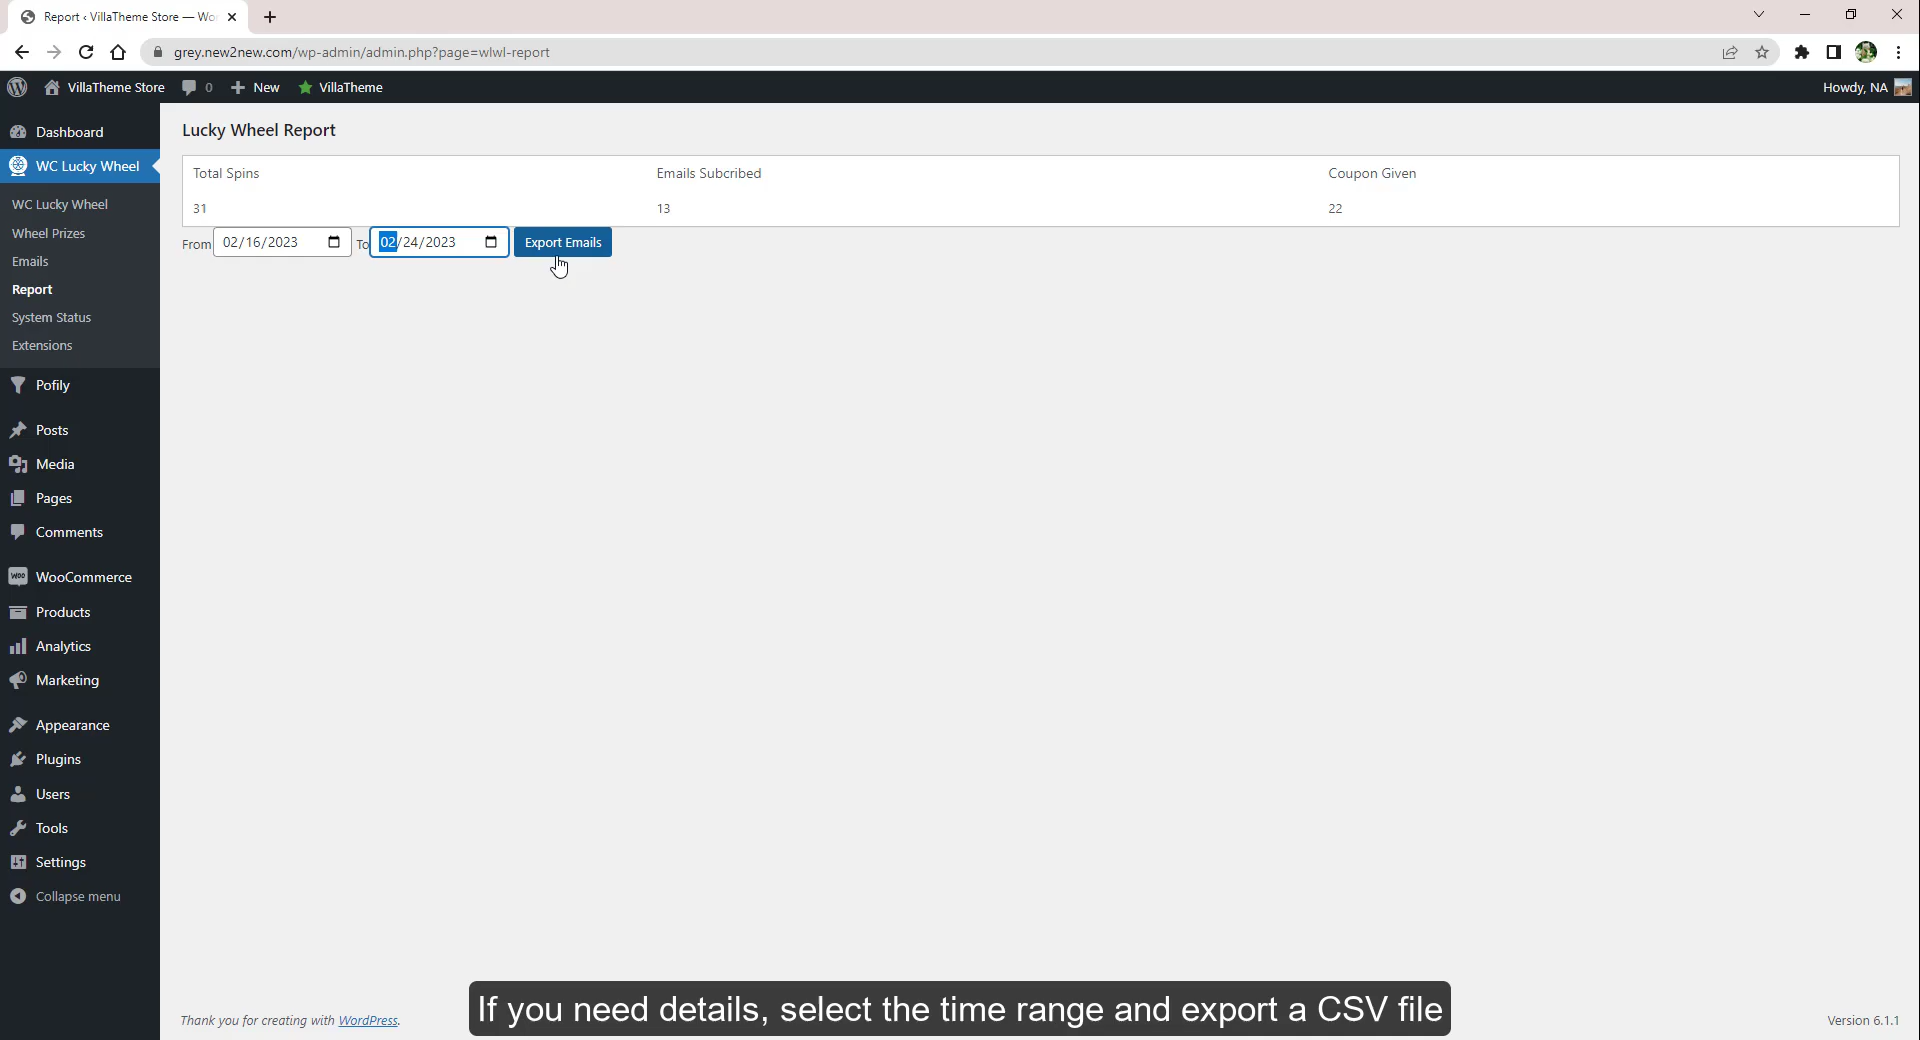 Report ‹ VillaTheme Store — Wor
grey.new2new.com/wp-admin/admin.php?page=wlwl-report
VillaTheme Store
0
New
VillaTheme
Howdy, NA
Dashboard
WC Lucky Wheel
WC Lucky Wheel
Wheel Prizes
Emails
Report
System Status
Extensions
Pofily
Posts
Media
Pages
Comments
WooCommerce
Products
Analytics
Marketing
Appearance
Plugins
Users
Tools
Settings
Collapse menu
Lucky Wheel Report
Total Spins Emails Subcribed Coupon Given
31 13 22
From 02/16/2023 To 02/24/2023 Export Emails
If you need details, select the time range and export a CSV file
Thank you for creating with WordPress.
Version 6.1.1